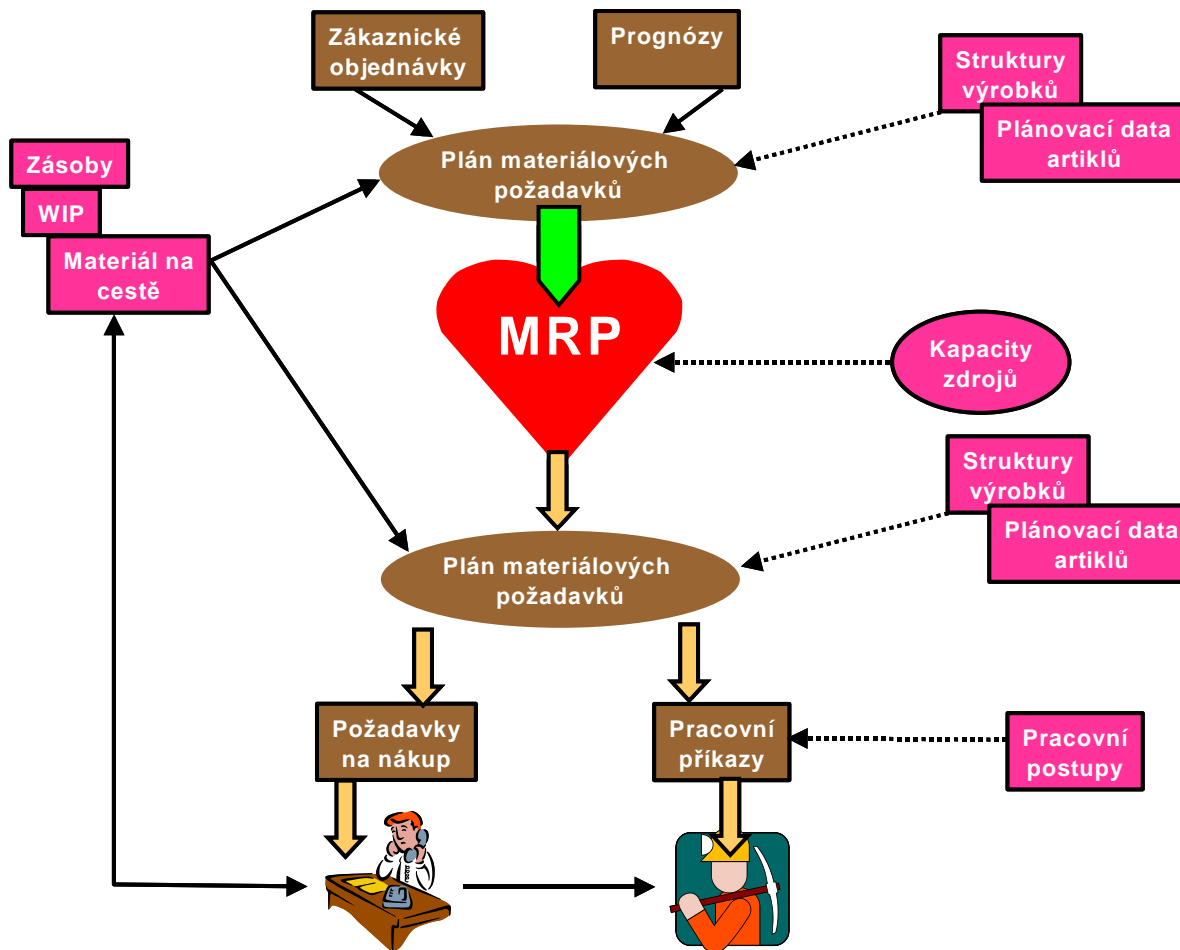 Zákaznické
objednávky
Prognózy
Struktury
výrobků
Plánovací data
artiklů
Plán materiálových
požadavků
Zásoby
WIP
Materiál na
cestě
MRP
Kapacity
zdrojů
Struktury
výrobků
Plánovací data
artiklů
Plán materiálových
požadavků
Požadavky
na nákup
Pracovní
příkazy
Pracovní
postupy